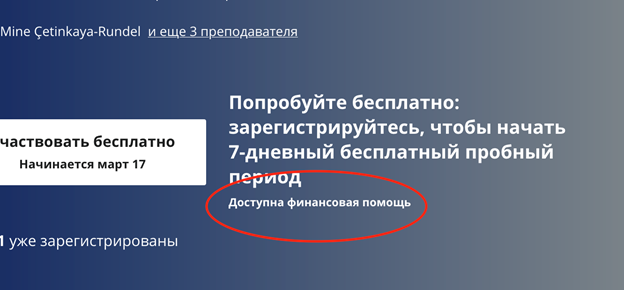 Mine Çetinkaya-Rundel и еще 3 преподавателя
Попробуйте бесплатно:
зарегистрируйтесь, чтобы начать
7-дневный бесплатный пробный
период
Доступна финансовая помощь
частвовать бесплатно
Начинается март 17
1 уже зарегистрированы